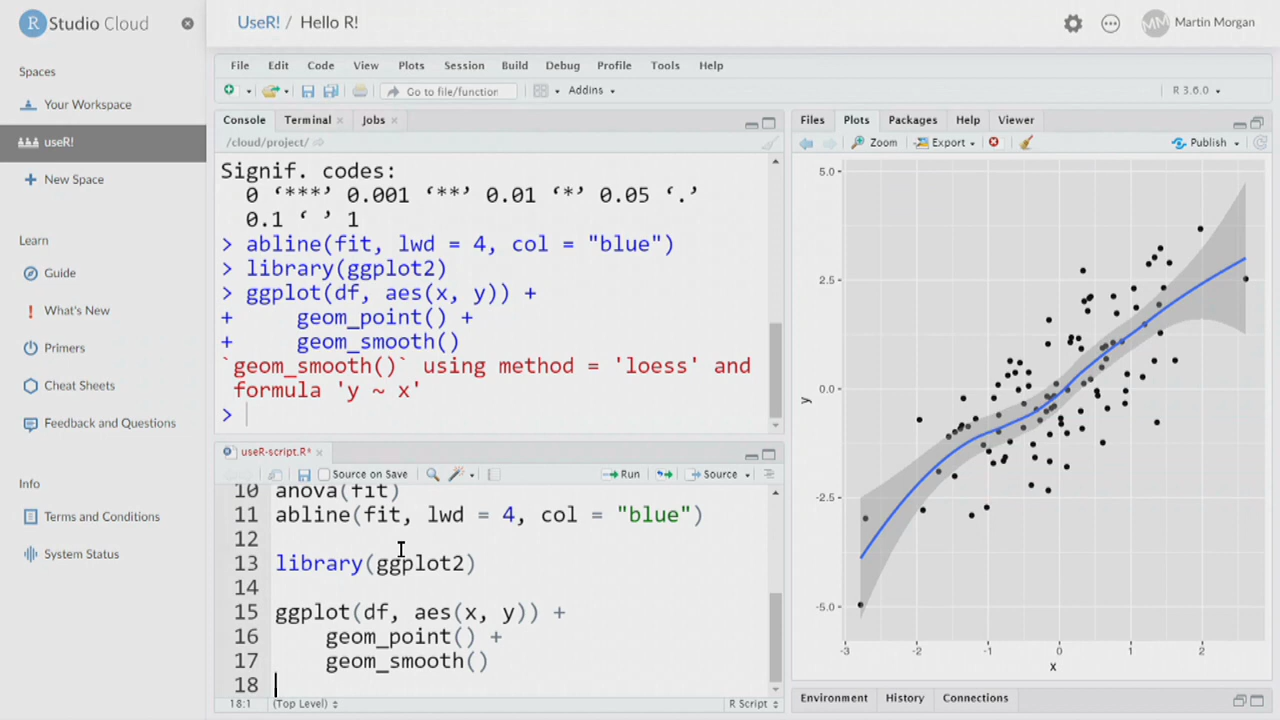 R Studio Cloud
UseR! / Hello R!
MM Martin Morgan
Spaces
Your Workspace
useR!
New Space
Learn
Guide
What's New
Primers
Cheat Sheets
Feedback and Questions
Info
Terms and Conditions
System Status
File Edit Code View Plots Session Build Debug Profile Tools Help
Go to file/function Addins R 3.6.0
Console Terminal Jobs
/cloud/project/
Signif. codes:
0 ‘***’ 0.001 ‘**’ 0.01 ‘*’ 0.05 ‘.’
0.1 ‘ ’ 1
> abline(fit, lwd = 4, col = "blue")
> library(ggplot2)
> ggplot(df, aes(x, y)) +
+ geom_point() +
+ geom_smooth()
`geom_smooth()` using method = 'loess' and
formula 'y ~ x'
>
useR-script.R*
Source on Save Run Source
10 anova(fit)
11 abline(fit, lwd = 4, col = "blue")
12
13 library(ggplot2)
14
15 ggplot(df, aes(x, y)) +
16 geom_point() +
17 geom_smooth()
18
18:1 (Top Level) R Script
Files Plots Packages Help Viewer
Zoom Export Publish
5.0
2.5
0.0
-2.5
-5.0
y
-3 -2 -1 0 1 2
x
Environment History Connections